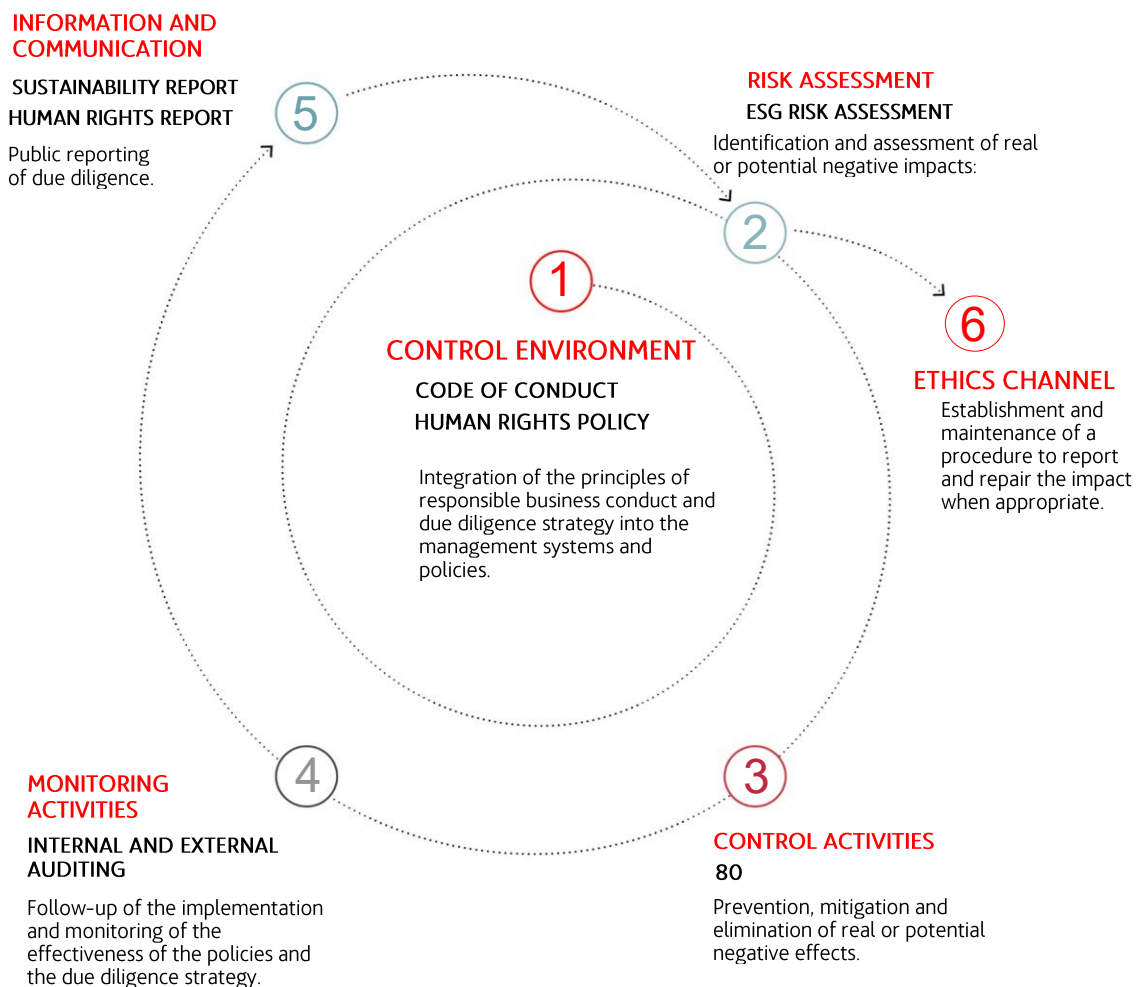 INFORMATION AND
COMMUNICATION
SUSTAINABILITY REPORT
HUMAN RIGHTS REPORT
Public reporting
of due diligence.
5
RISK ASSESSMENT
ESG RISK ASSESSMENT
Identification and assessment of real
or potential negative impacts:
2
1
CONTROL ENVIRONMENT
CODE OF CONDUCT
HUMAN RIGHTS POLICY
Integration of the principles of
responsible business conduct and
due diligence strategy into the
management systems and
policies.
6
ETHICS CHANNEL
Establishment and
maintenance of a
procedure to report
and repair the impact
when appropriate.
4
MONITORING
ACTIVITIES
INTERNAL AND EXTERNAL
AUDITING
Follow-up of the implementation
and monitoring of the
effectiveness of the policies and
the due diligence strategy.
3
CONTROL ACTIVITIES
80
Prevention, mitigation and
elimination of real or potential
negative effects.